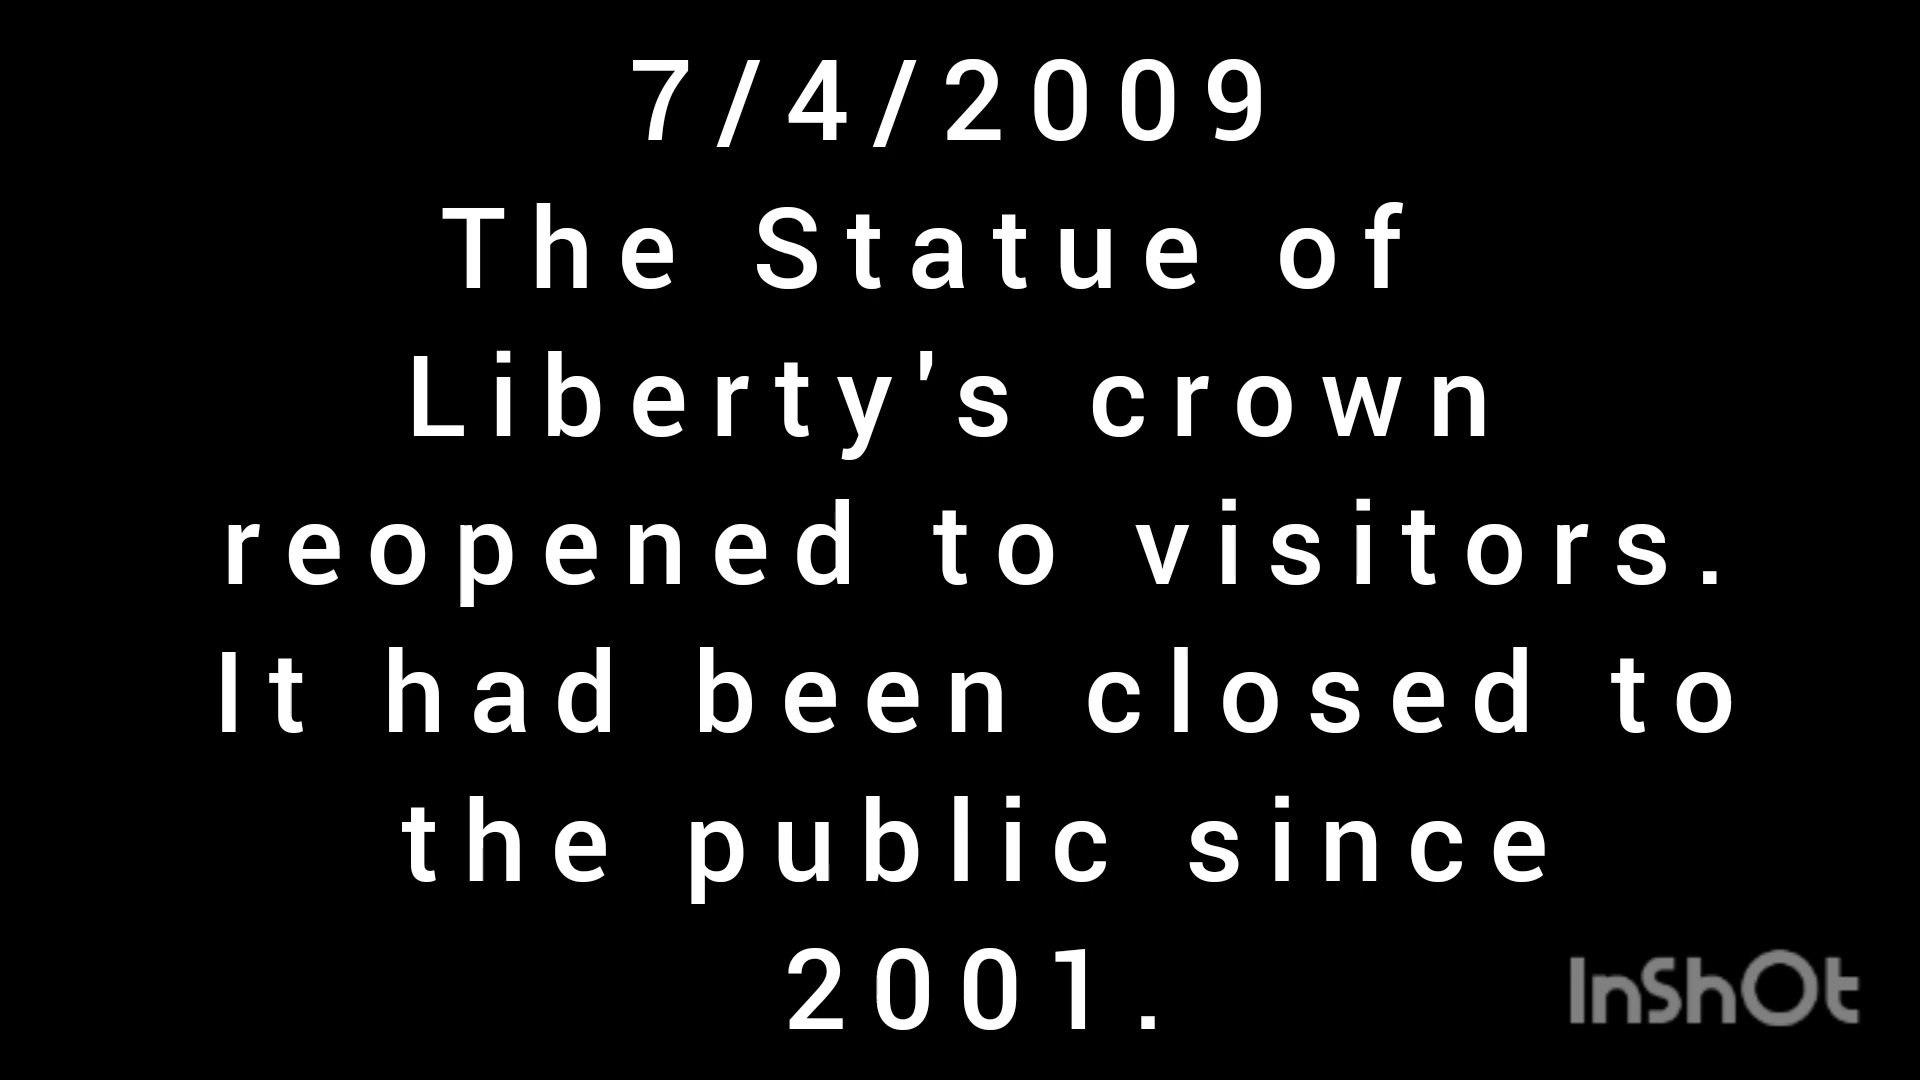 7/4/2009
The Statue of
Liberty's crown
reopened to visitors.
It had been closed to
the public since
2001.
InShOt